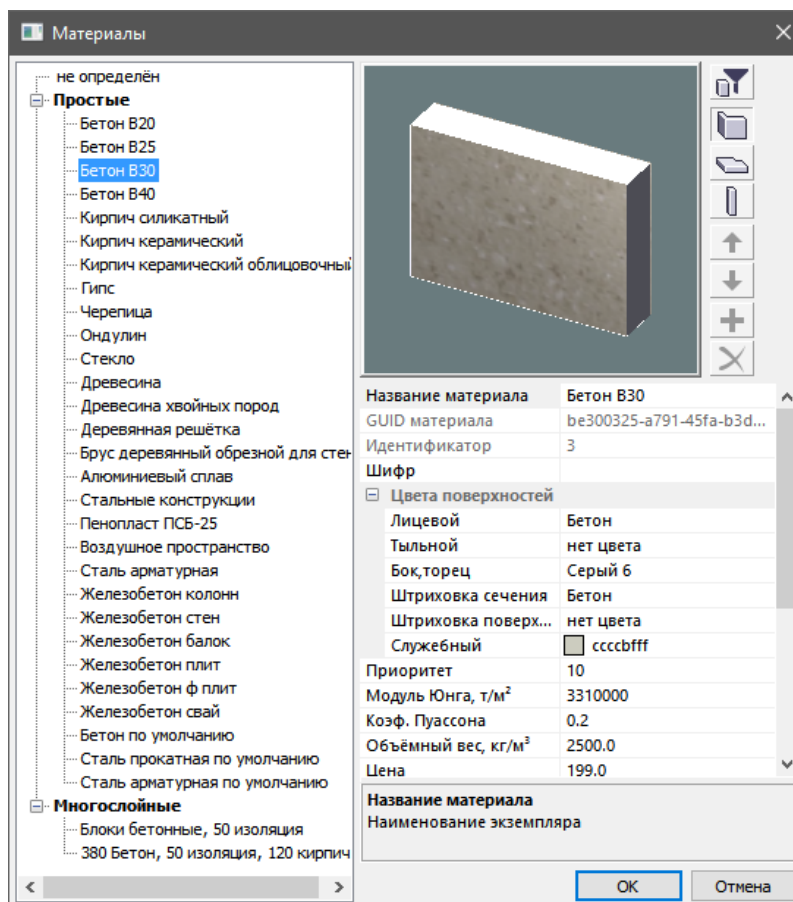 Материалы
не определён
Простые
Бетон В20
Бетон В25
Бетон В30
Бетон В40
Кирпич силикатный
Кирпич керамический
Кирпич керамический облицовочный
Гипс
Черепица
Ондулин
Стекло
Древесина
Древесина хвойных пород
Деревянная решётка
Брус деревянный обрезной для стен
Алюминиевый сплав
Стальные конструкции
Пенопласт ПСБ-25
Воздушное пространство
Сталь арматурная
Железобетон колонн
Железобетон стен
Железобетон балок
Железобетон плит
Железобетон ф плит
Железобетон свай
Бетон по умолчанию
Сталь прокатная по умолчанию
Сталь арматурная по умолчанию
Многослойные
Блоки бетонные, 50 изоляция
380 Бетон, 50 изоляция, 120 кирпич
Название материала Бетон В30
GUID материала be300325-a791-45fa-b3d...
Идентификатор 3
Шифр
Цвета поверхностей
Лицевой Бетон
Тыльной нет цвета
Бок,торец Серый 6
Штриховка сечения Бетон
Штриховка поверх... нет цвета
Служебный ccccbfff
Приоритет 10
Модуль Юнга, т/м² 3310000
Коэф. Пуассона 0.2
Объёмный вес, кг/м³ 2500.0
Цена 199.0
Название материала
Наименование экземпляра
ОК Отмена